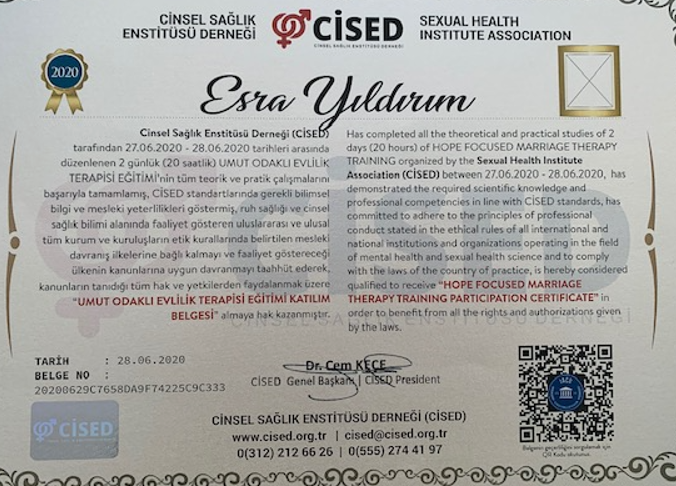 CİNSEL SAĞLIK
ENSTİTÜSÜ DERNEĞİ
CİSED
CİNSEL SAĞLIK ENSTİTÜSÜ DERNEĞİ
SEXUAL HEALTH
INSTITUTE ASSOCIATION
2020
Esra Yıldırım
Cinsel Sağlık Enstitüsü Derneği (CİSED)
tarafından 27.06.2020 - 28.06.2020 tarihleri arasında
düzenlenen 2 günlük (20 saatlik) UMUT ODAKLI EVLİLİK
TERAPİSİ EĞİTİMİ'nin tüm teorik ve pratik çalışmalarını
başarıyla tamamlamış, CİSED standartlarında gerekli bilimsel
bilgi ve mesleki yeterlilikleri göstermiş, ruh sağlığı ve cinsel
sağlık bilimi alanında faaliyet gösteren uluslararası ve ulusal
tüm kurum ve kuruluşların etik kurallarında belirtilen mesleki
davranış ilkelerine bağlı kalmayı ve faaliyet göstereceği
ülkenin kanunlarına uygun davranmayı taahhüt ederek,
kanunların tanıdığı tüm hak ve yetkilerden faydalanmak üzere
"UMUT ODAKLI EVLİLİK TERAPİSİ EĞİTİMİ KATILIM
BELGESİ" almaya hak kazanmıştır.
Has completed all the theoretical and practical studies of 2
days (20 hours) of HOPE FOCUSED MARRIAGE THERAPY
TRAINING organized by the Sexual Health Institute
Association (CİSED) between 27.06.2020 - 28.06.2020, has
demonstrated the required scientific knowledge and
professional competencies in line with CİSED standards, has
committed to adhere to the principles of professional
conduct stated in the ethical rules of all international and
national institutions and organizations operating in the field
of mental health and sexual health science and to comply
with the laws of the country of practice, is hereby considered
qualified to receive "HOPE FOCUSED MARRIAGE
THERAPY TRAINING PARTICIPATION CERTIFICATE" in
order to benefit from all the rights and authorizations given
by the laws.
CİNSEL SAĞLIK ENSTİTÜSÜ DERNEĞİ
TARİH : 28.06.2020
BELGE NO :
20200629C7658DA9F74225C9C333
Dr. Cem KEÇE
CİSED Genel Başkanı | CİSED President
CİSED
CİNSEL SAĞLIK ENSTİTÜSÜ DERNEĞİ (CİSED)
www.cised.org.tr | cised@cised.org.tr
0(312) 212 66 26 | 0(555) 274 41 97
Belgenin geçerliliğini sorgulamak için
QR Kodu okutunuz.